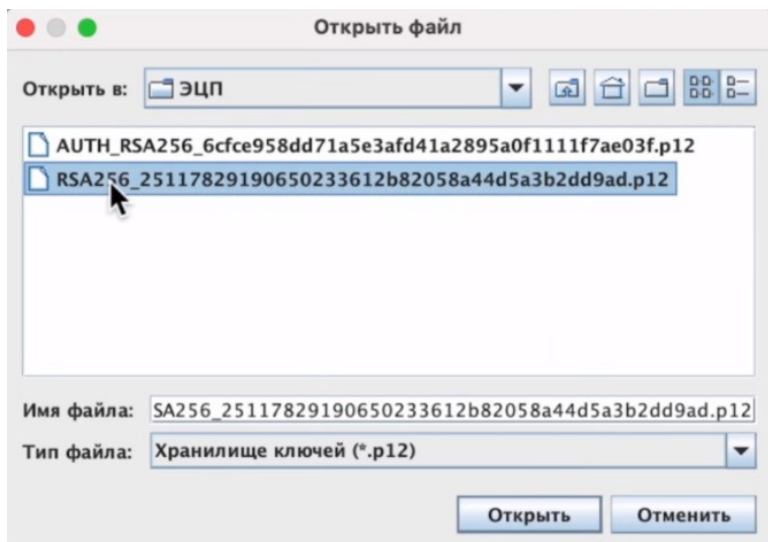 Открыть файл
Открыть в: ЭЦП
AUTH_RSA256_6cfce958dd71a5e3afd41a2895a0f1111f7ae03f.p12
RSA256_25117829190650233612b82058a44d5a3b2dd9ad.p12
Имя файла: SA256_25117829190650233612b82058a44d5a3b2dd9ad.p12
Тип файла: Хранилище ключей (*.p12)
Открыть Отменить